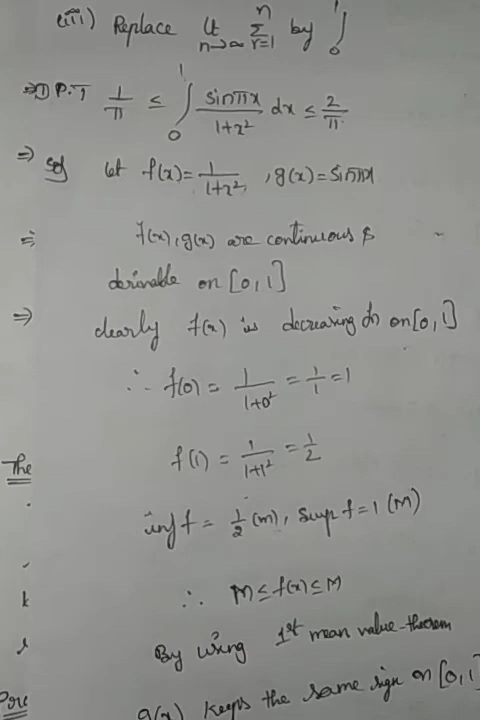 (iii) Replace Lt n→∞ Σ r=1 n by ∫ 0 1
⇒1) P.T 1/π ≤ ∫ 0 1 sinπx/1+x² dx ≤ 2/π.
⇒ Sol let f(x) = 1/1+x², g(x) = sinπx
⇒ f(x), g(x) are continuous &
derivable on [0,1]
⇒ clearly f(x) is decreasing fn on [0,1]
∴ f(0) = 1/1+0² = 1/1 = 1
f(1) = 1/1+1² = 1/2
The
inf f = 1/2 (m), Sup f = 1 (M)
k
∴ M ≤ f(x) ≤ M
By using 1st mean value theorem
g(x) keeps the same sign on [0,1]